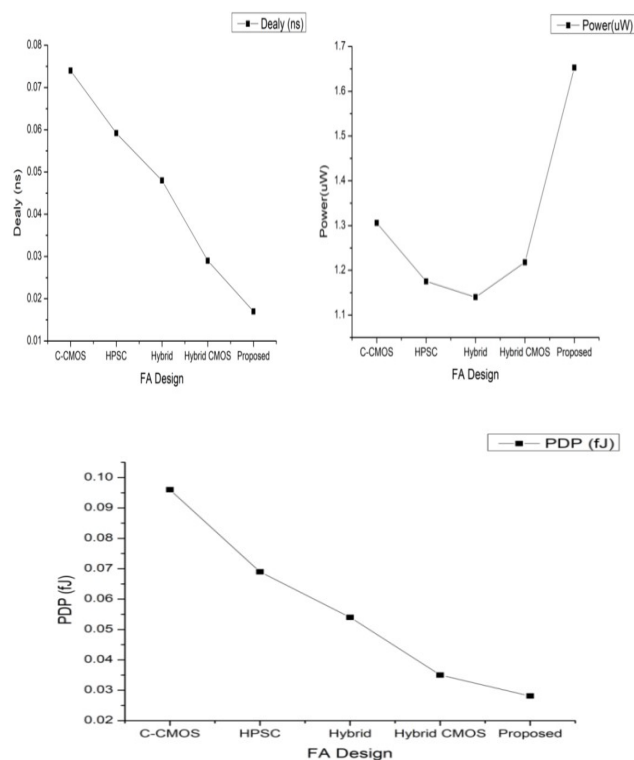 Dealy (ns)
0.08
0.07
0.06
0.05
0.04
0.03
0.02
0.01
Dealy (ns)
C-CMOS HPSC Hybrid Hybrid CMOS Proposed
FA Design
Power(uW)
1.7
1.6
1.5
1.4
1.3
1.2
1.1
Power(uW)
C-CMOS HPSC Hybrid Hybrid CMOS Proposed
FA Design
PDP (fJ)
0.10
0.09
0.08
0.07
0.06
0.05
0.04
0.03
0.02
PDP (fJ)
C-CMOS HPSC Hybrid Hybrid CMOS Proposed
FA Design